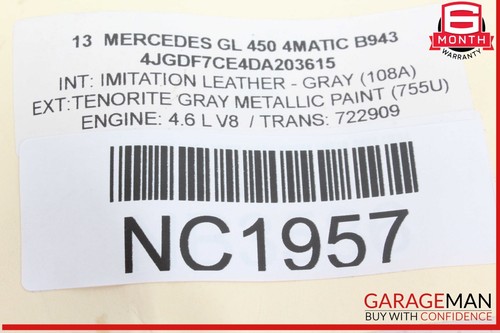 6
MONTH
WARRANTY
13 MERCEDES GL 450 4MATIC B943
4JGDF7CE4DA203615
INT: IMITATION LEATHER - GRAY (108A)
EXT:TENORITE GRAY METALLIC PAINT (755U)
ENGINE: 4.6 L V8 / TRANS: 722909
NC1957
GARAGEMAN
BUY WITH CONFIDENCE